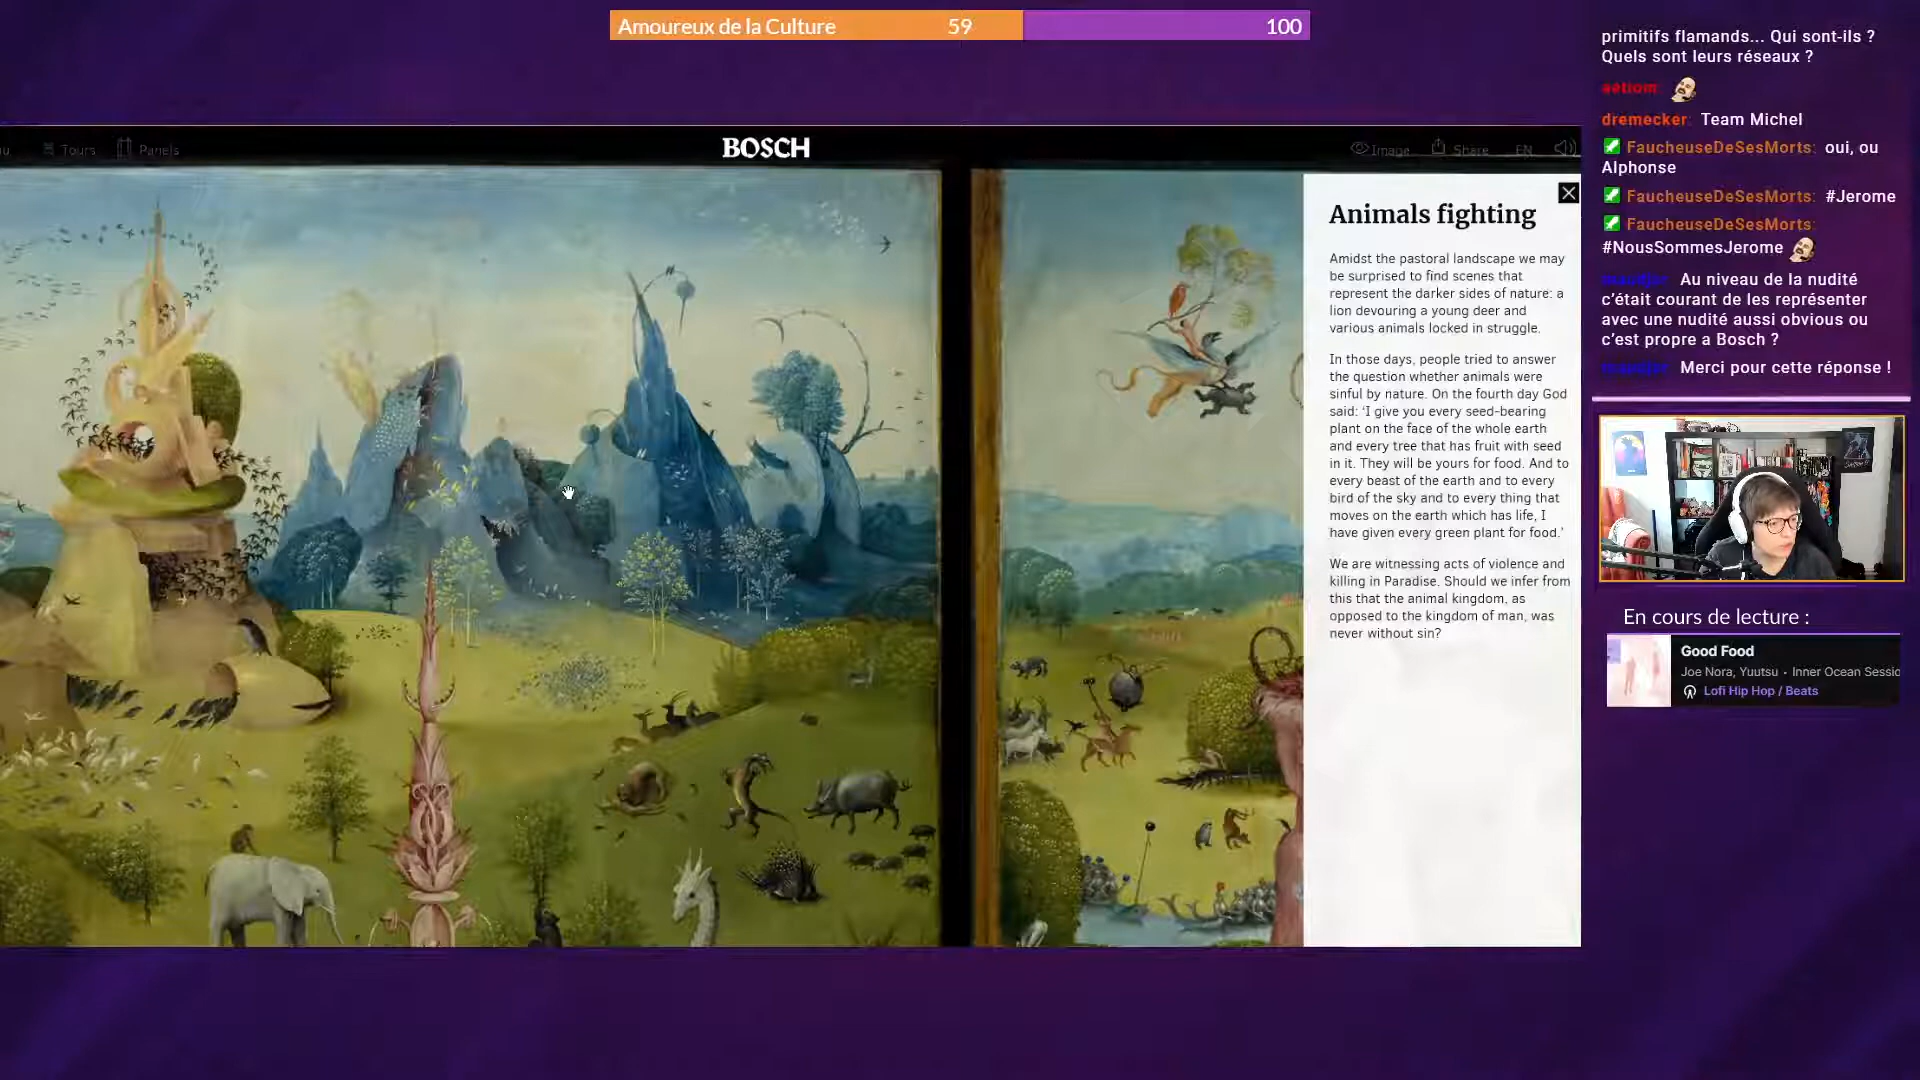 Amoureux de la Culture 59 100
Tours Panels
BOSCH
Image Share EN
Animals fighting
Amidst the pastoral landscape we may
be surprised to find scenes that
represent the darker sides of nature: a
lion devouring a young deer and
various animals locked in struggle.
In those days, people tried to answer
the question whether animals were
sinful by nature. On the fourth day God
said: ‘I give you every seed-bearing
plant on the face of the whole earth
and every tree that has fruit with seed
in it. They will be yours for food. And to
every beast of the earth and to every
bird of the sky and to every thing that
moves on the earth which has life, I
have given every green plant for food.’
We are witnessing acts of violence and
killing in Paradise. Should we infer from
this that the animal kingdom, as
opposed to the kingdom of man, was
never without sin?
primitifs flamands... Qui sont-ils ?
Quels sont leurs réseaux ?
aetiom:
dremecker: Team Michel
FaucheuseDeSesMorts: oui, ou
Alphonse
FaucheuseDeSesMorts: #Jerome
FaucheuseDeSesMorts:
#NousSommesJerome
Au niveau de la nudité
c’était courant de les représenter
avec une nudité aussi obvious ou
c’est propre a Bosch ?
Merci pour cette réponse !
En cours de lecture :
Good Food
Joe Nora, Yuutsu • Inner Ocean Sessio
Lofi Hip Hop / Beats